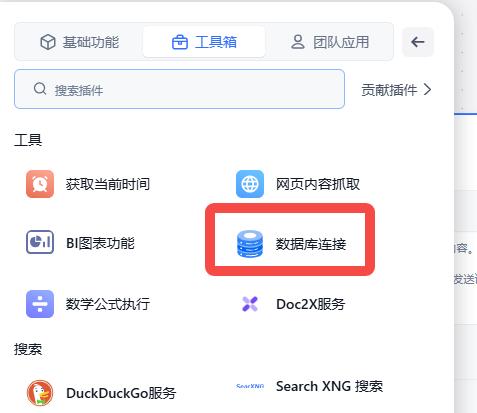 基础功能 工具箱 团队应用
搜索插件 贡献插件
工具
获取当前时间 网页内容抓取
BI图表功能 数据库连接
内容。
数学公式执行 Doc2X服务
发送
搜索
DuckDuckGo服务 SearXNG Search XNG 搜索